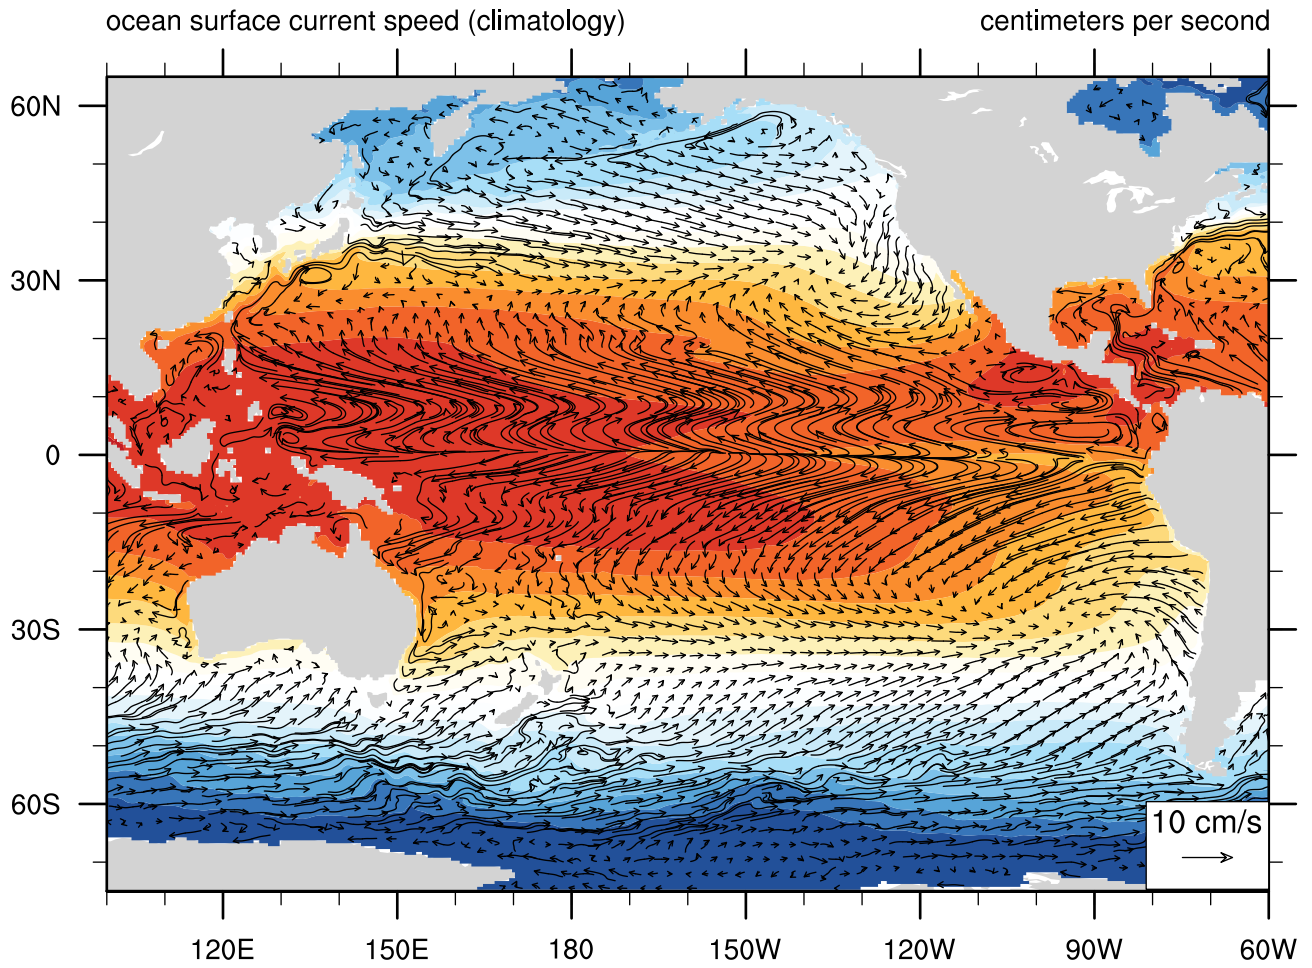 ocean surface current speed (climatology) centimeters per second
60N
30N
0
30S
60S
10 cm/s
120E 150E 180 150W 120W 90W 60W